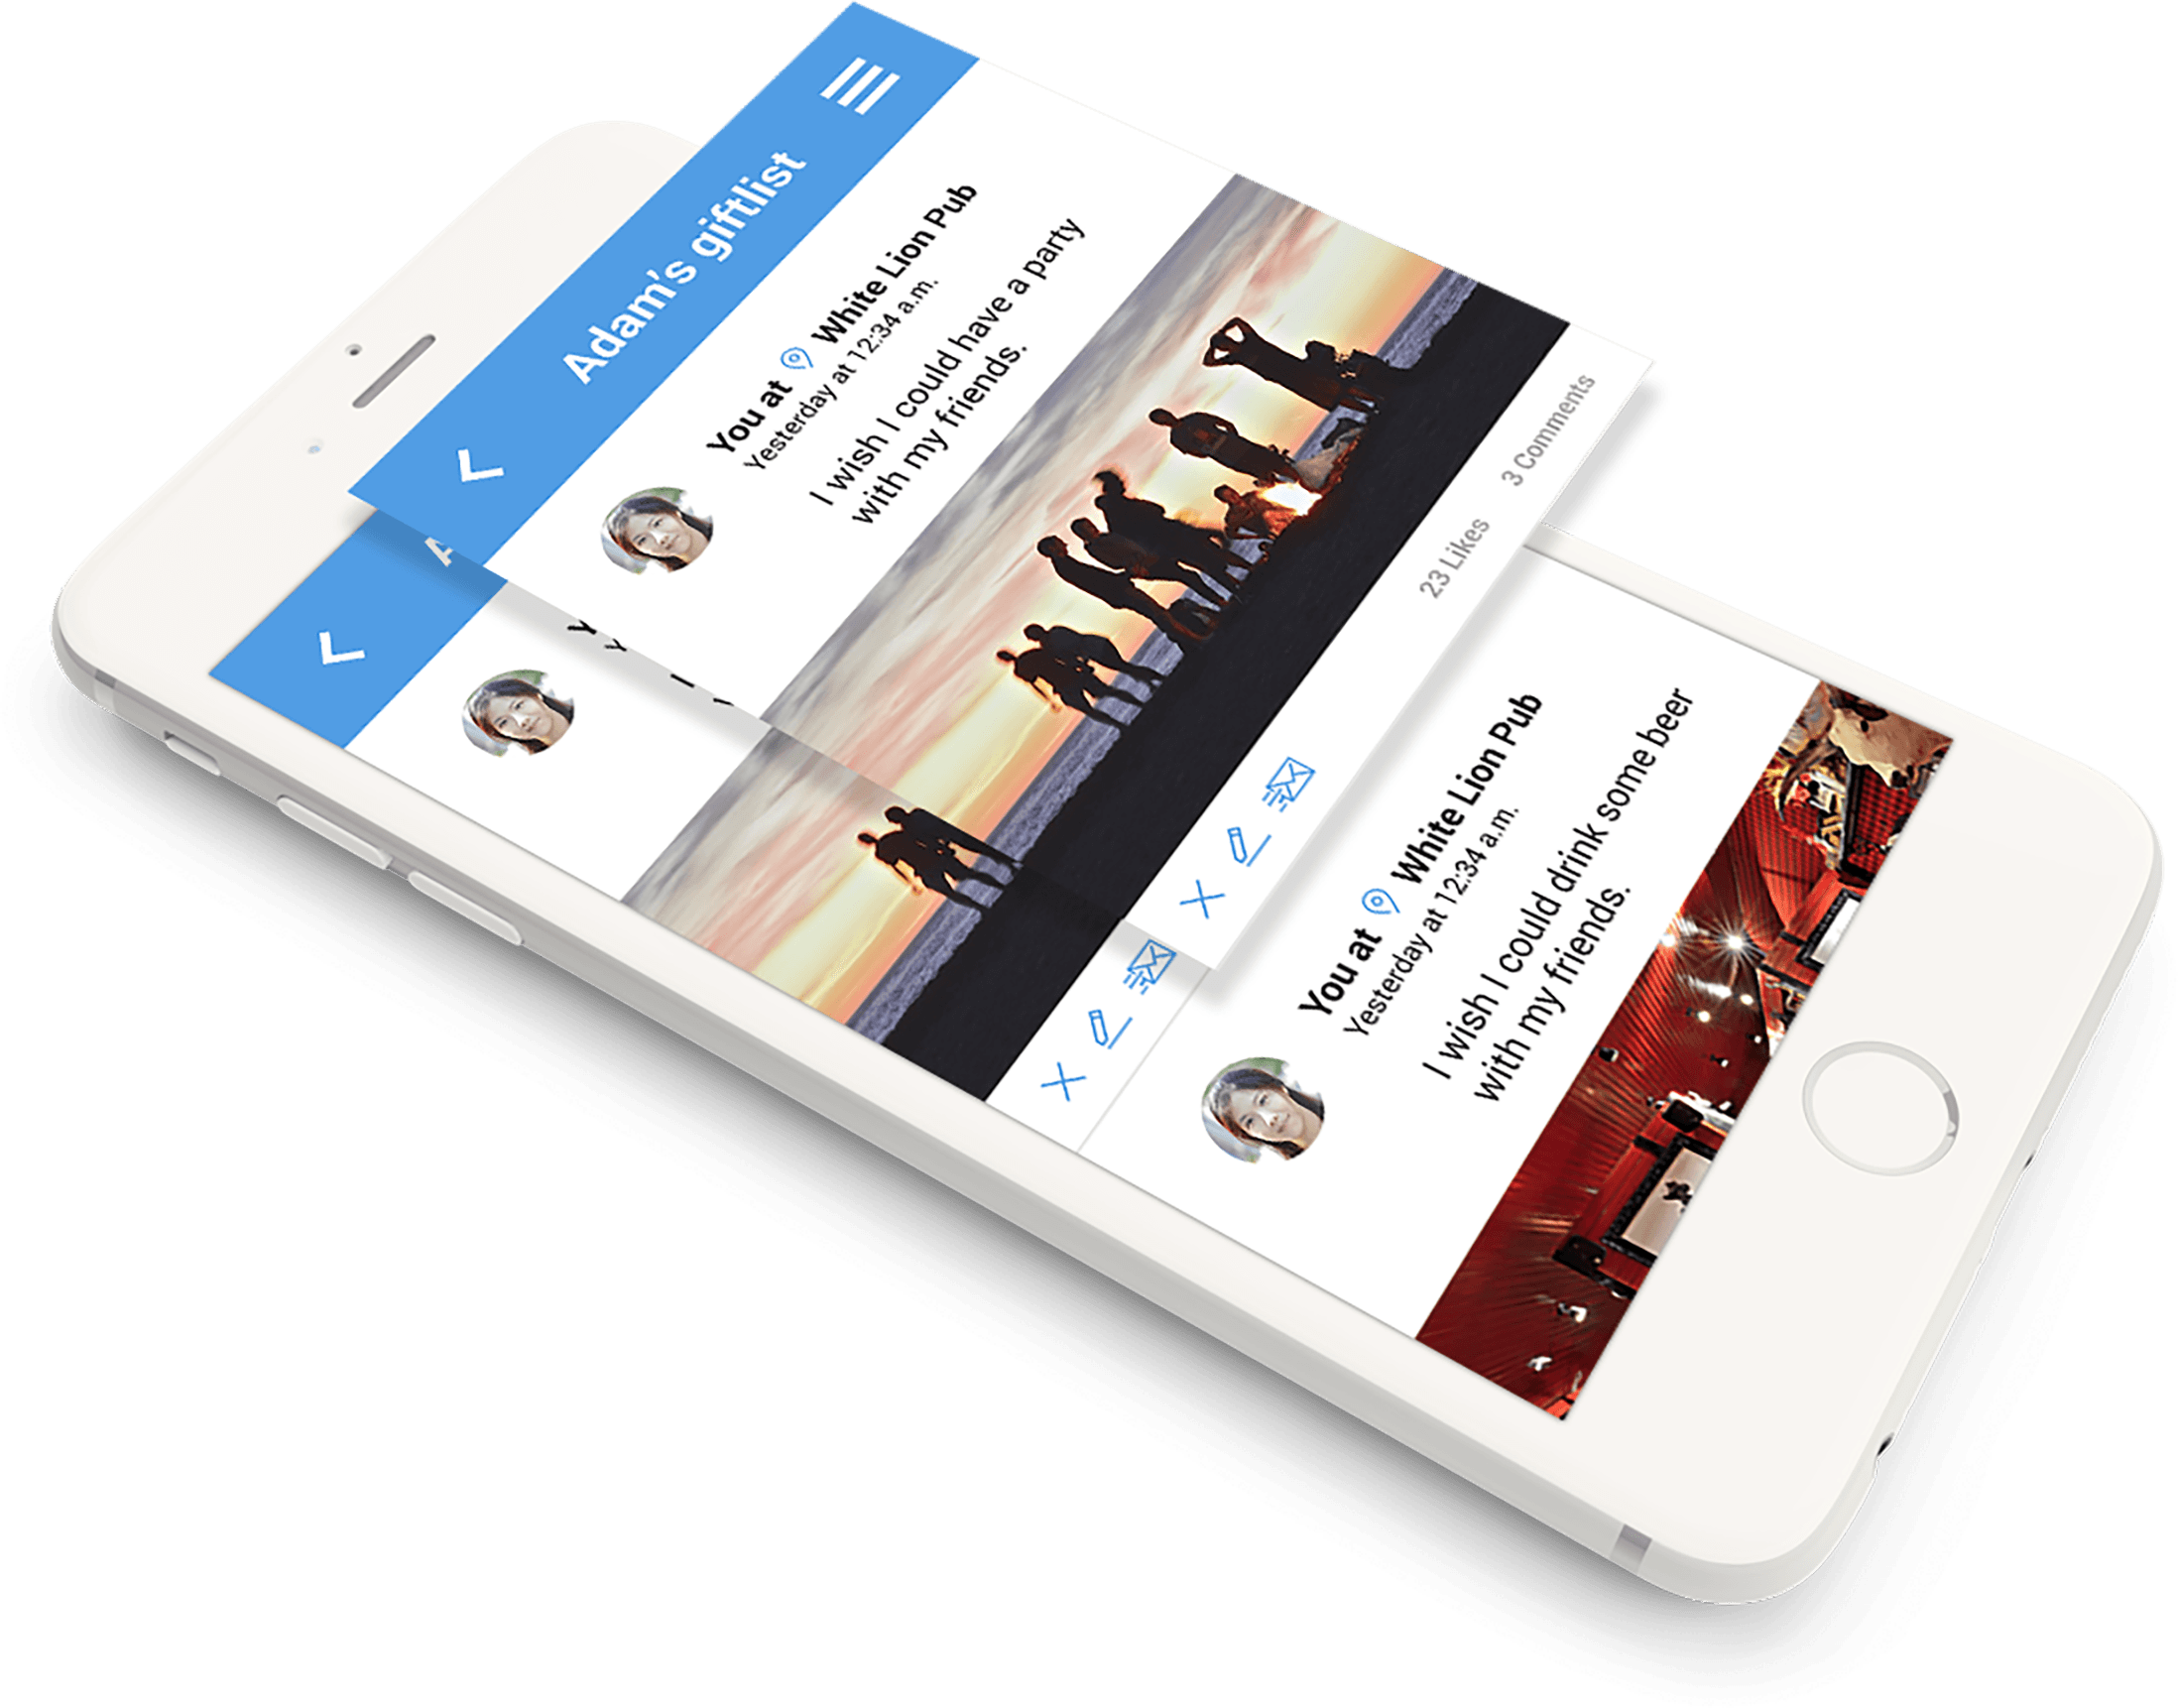 Adam's giftlist
You at White Lion Pub
Yesterday at 12:34 a.m.
I wish I could have a party
with my friends.
23 Likes 3 Comments
A
Y
Y
I
You at White Lion Pub
Yesterday at 12:34 a.m.
I wish I could drink some beer
with my friends.